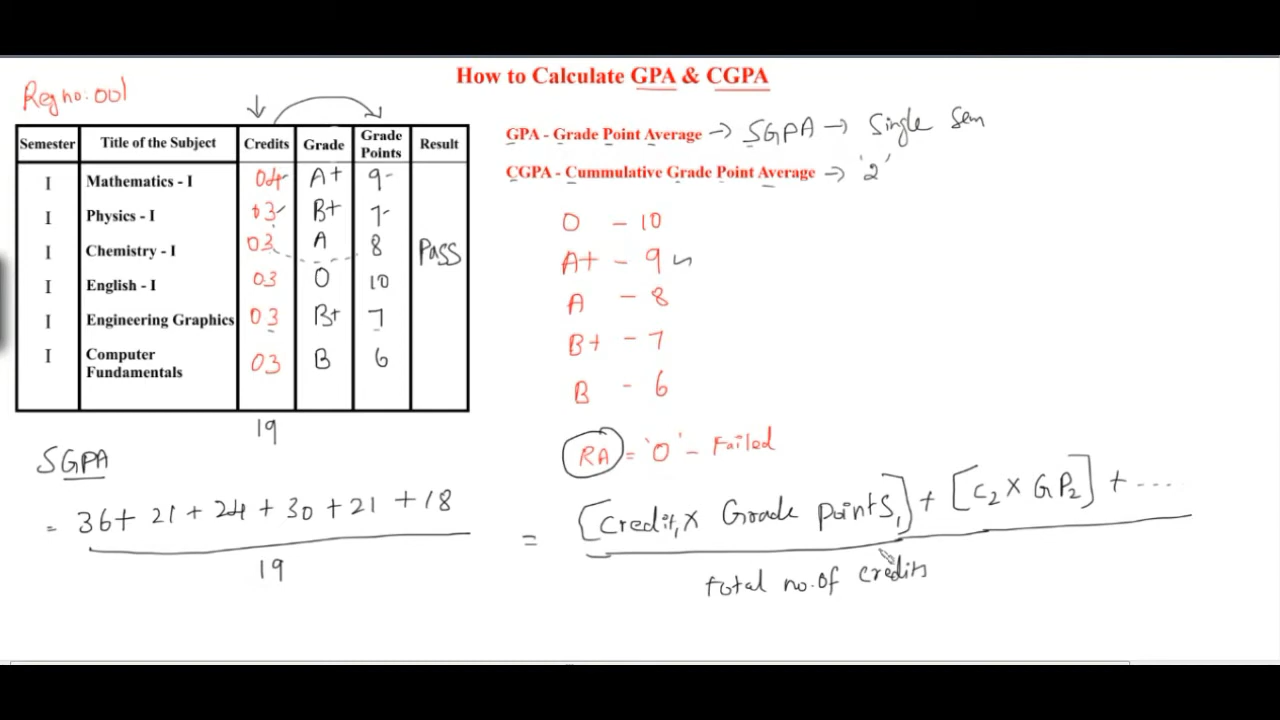 How to Calculate GPA & CGPA
Reg no: 001
Semester Title of the Subject Credits Grade Grade Points Result
I Mathematics - I 04 A+ 9
I Physics - I 03 B+ 7
I Chemistry - I 03 A 8 Pass
I English - I 03 O 10
I Engineering Graphics 03 B+ 7
I Computer Fundamentals 03 B 6
19
GPA - Grade Point Average → SGPA → Single Sem
CGPA - Cummulative Grade Point Average → '2'
O - 10
A+ - 9
A - 8
B+ - 7
B - 6
RA = '0' - Failed
SGPA
= 36 + 21 + 24 + 30 + 21 + 18
19
= [Credit₁ × Grade points₁] + [C₂ × GP₂] + ....
total no. of credits